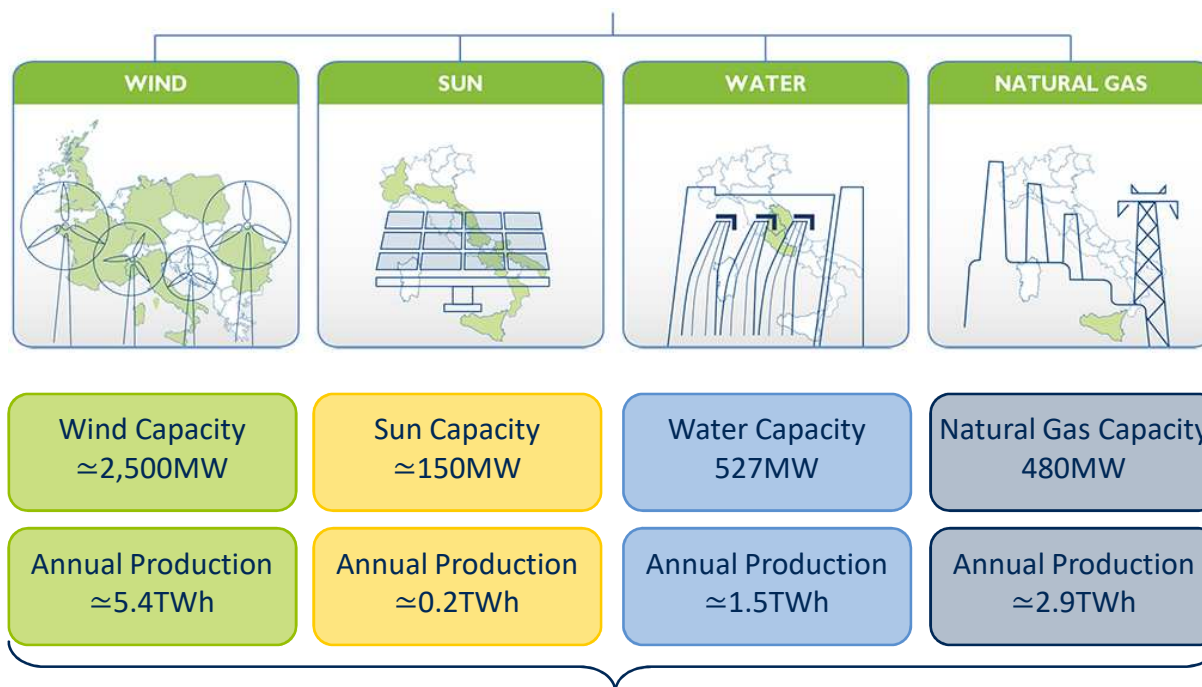 WIND
SUN
WATER
NATURAL GAS
Wind Capacity
≃2,500MW
Sun Capacity
≃150MW
Water Capacity
527MW
Natural Gas Capacity
480MW
Annual Production
≃5.4TWh
Annual Production
≃0.2TWh
Annual Production
≃1.5TWh
Annual Production
≃2.9TWh